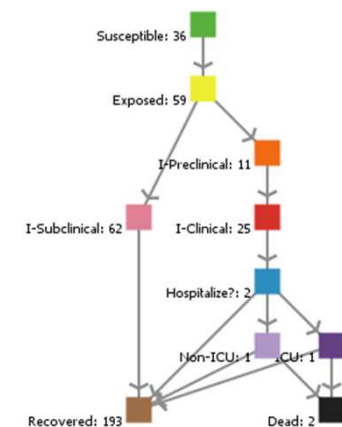 Susceptible: 36
Exposed: 59
I-Preclinical: 11
I-Subclinical: 62
I-Clinical: 25
Hospitalize?: 2
Non-ICU: 1
ICU: 1
Recovered: 193
Dead: 2